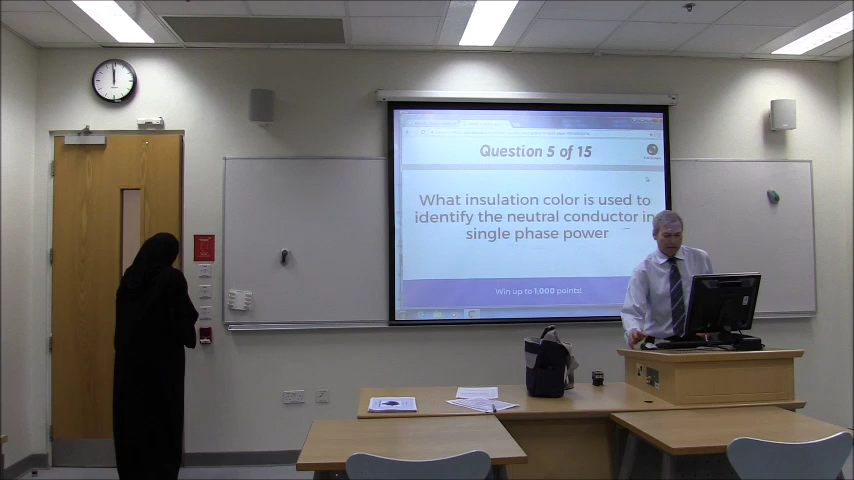 Question 5 of 15
What insulation color is used to
identify the neutral conductor in
single phase power
Win up to 1,000 points!